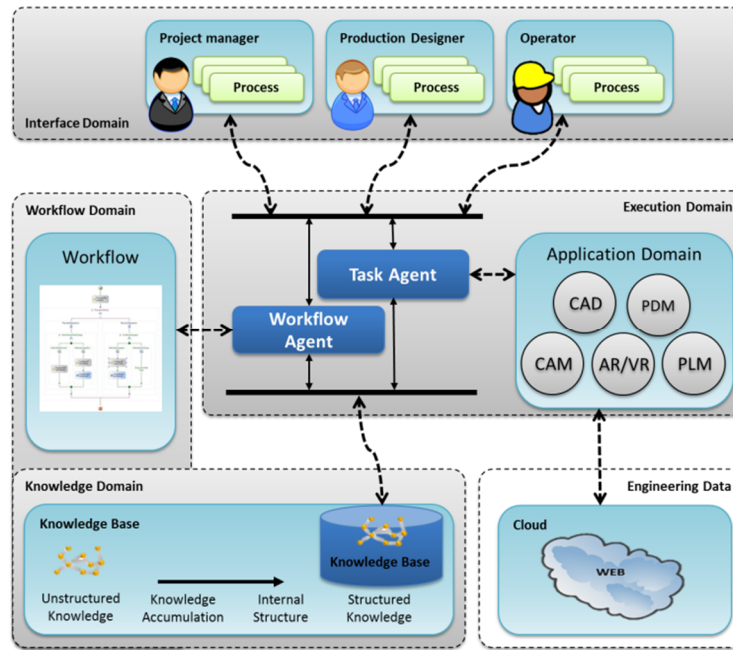 Project manager
Process
Production Designer
Process
Operator
Process
Interface Domain
Workflow Domain
Workflow
Execution Domain
Task Agent
Workflow
Agent
Application Domain
CAD
PDM
CAM
AR/VR
PLM
Knowledge Domain
Knowledge Base
Unstructured
Knowledge
Knowledge
Accumulation
Internal
Structure
Knowledge Base
Structured
Knowledge
Engineering Data
Cloud
WEB